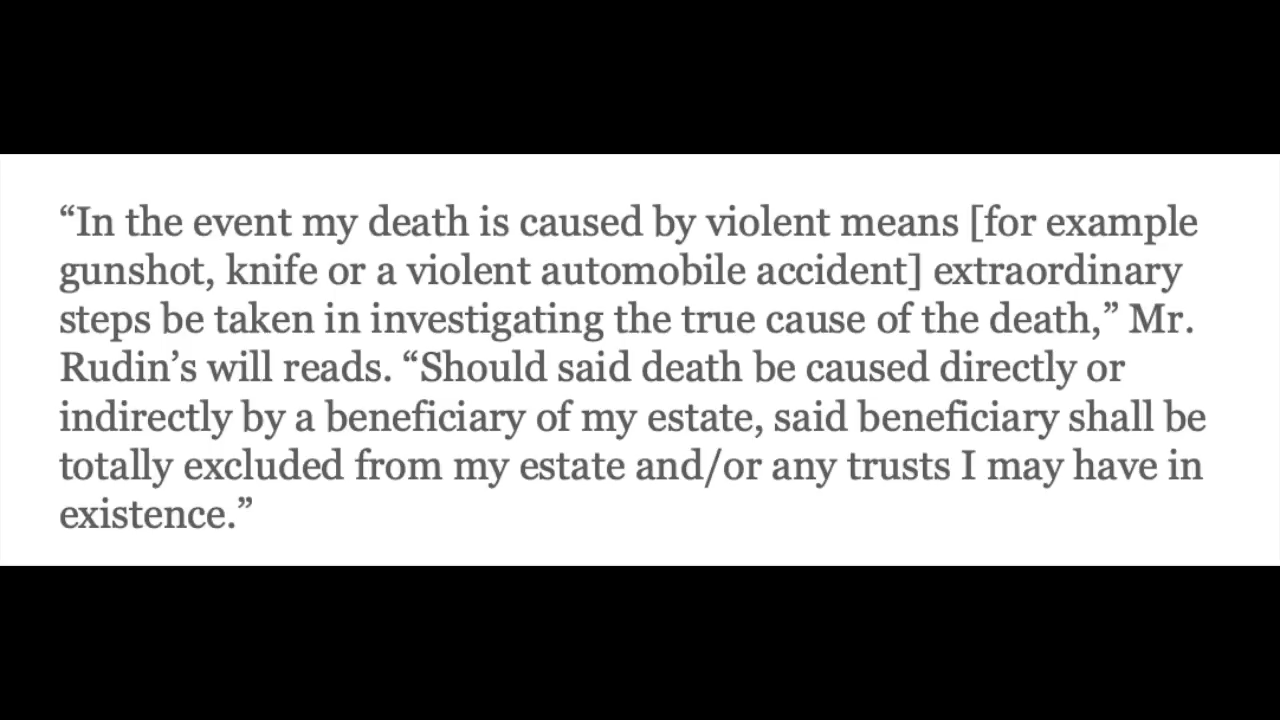 “In the event my death is caused by violent means [for example
gunshot, knife or a violent automobile accident] extraordinary
steps be taken in investigating the true cause of the death,” Mr.
Rudin’s will reads. “Should said death be caused directly or
indirectly by a beneficiary of my estate, said beneficiary shall be
totally excluded from my estate and/or any trusts I may have in
existence.”